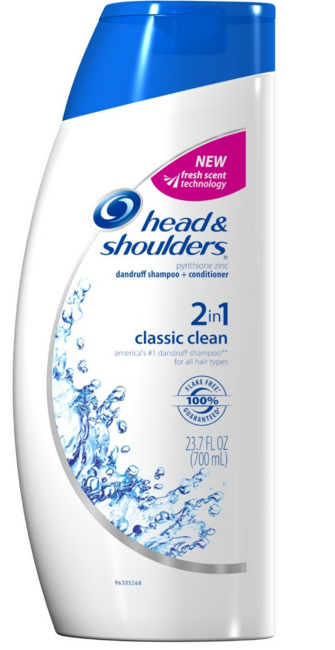 NEW
fresh scent
technology
head &
shoulders®
pyrithione zinc
dandruff shampoo + conditioner
2in1
classic clean
america's #1 dandruff shampoo**
for all hair types
FLAKE FREE*
100%
GUARANTEED*
23.7 FL OZ
(700 mL)
96205268